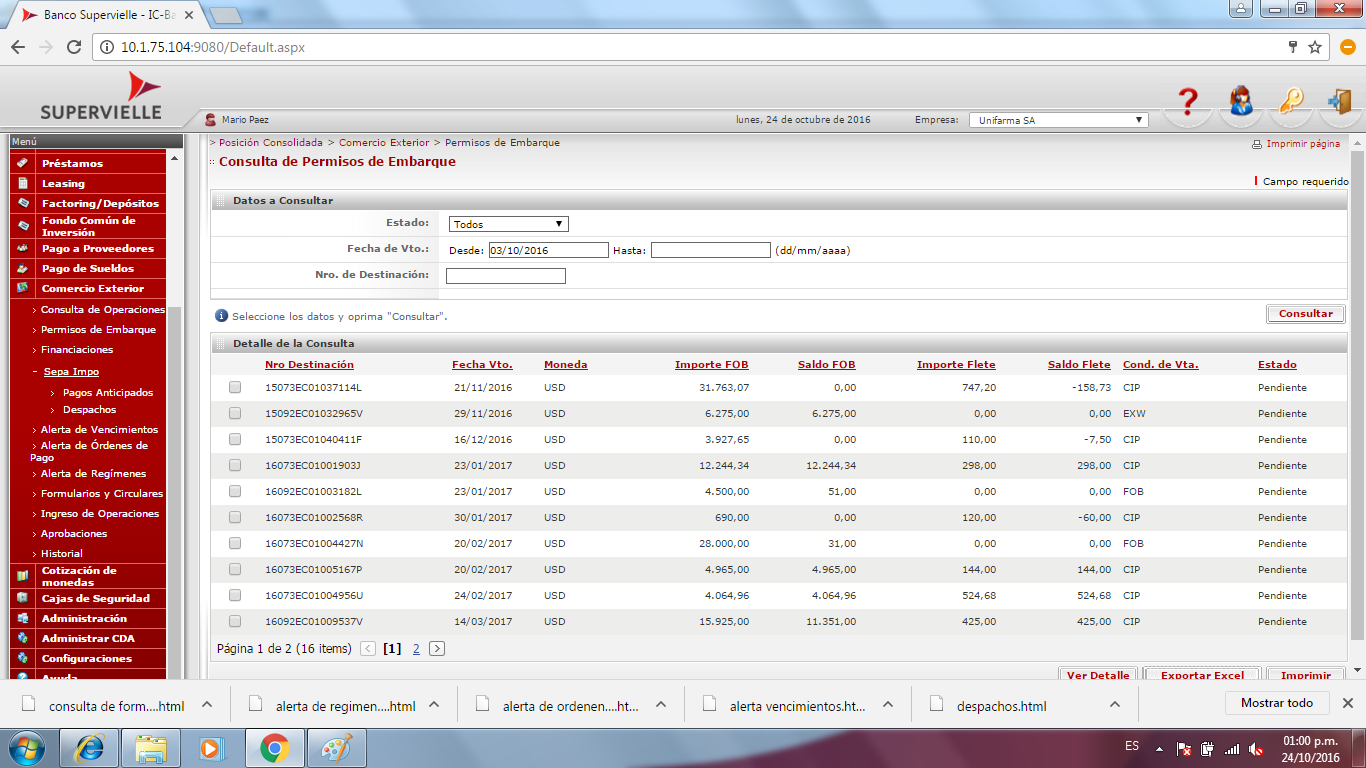 Banco Supervielle - IC-Ba
10.1.75.104:9080/Default.aspx
SUPERVIELLE
Mario Paez
lunes, 24 de octubre de 2016
Empresa:
Unifarma SA
Menú
Préstamos
Leasing
Factoring/Depósitos
Fondo Común de
Inversión
Pago a Proveedores
Pago de Sueldos
Comercio Exterior
> Consulta de Operaciones
> Permisos de Embarque
> Financiaciones
- Sepa Impo
> Pagos Anticipados
> Despachos
> Alerta de Vencimientos
> Alerta de Órdenes de
Pago
> Alerta de Regímenes
> Formularios y Circulares
> Ingreso de Operaciones
> Aprobaciones
> Historial
Cotización de
monedas
Cajas de Seguridad
Administración
Administrar CDA
Configuraciones
Ayuda
> Posición Consolidada > Comercio Exterior > Permisos de Embarque
Imprimir página
:: Consulta de Permisos de Embarque
Campo requerido
Datos a Consultar
Estado: Todos
Fecha de Vto.: Desde: 03/10/2016 Hasta: (dd/mm/aaaa)
Nro. de Destinación:
Seleccione los datos y oprima "Consultar".
Consultar
Detalle de la Consulta
Nro Destinación Fecha Vto. Moneda Importe FOB Saldo FOB Importe Flete Saldo Flete Cond. de Vta. Estado
15073EC01037114L 21/11/2016 USD 31.763,07 0,00 747,20 -158,73 CIP Pendiente
15092EC01032965V 29/11/2016 USD 6.275,00 6.275,00 0,00 0,00 EXW Pendiente
15073EC01040411F 16/12/2016 USD 3.927,65 0,00 110,00 -7,50 CIP Pendiente
16073EC01001903J 23/01/2017 USD 12.244,34 12.244,34 298,00 298,00 CIP Pendiente
16092EC01003182L 23/01/2017 USD 4.500,00 51,00 0,00 0,00 FOB Pendiente
16073EC01002568R 30/01/2017 USD 690,00 0,00 120,00 -60,00 CIP Pendiente
16073EC01004427N 20/02/2017 USD 28.000,00 31,00 0,00 0,00 FOB Pendiente
16073EC01005167P 20/02/2017 USD 4.965,00 4.965,00 144,00 144,00 CIP Pendiente
16073EC01004956U 24/02/2017 USD 4.064,96 4.064,96 524,68 524,68 CIP Pendiente
16092EC01009537V 14/03/2017 USD 15.925,00 11.351,00 425,00 425,00 CIP Pendiente
Página 1 de 2 (16 items) < [1] 2 >
Ver Detalle Exportar Excel Imprimir
consulta de form....html
alerta de regimen....html
alerta de ordenen....ht...
alerta vencimientos.ht...
despachos.html
Mostrar todo
ES
01:00 p.m.
24/10/2016